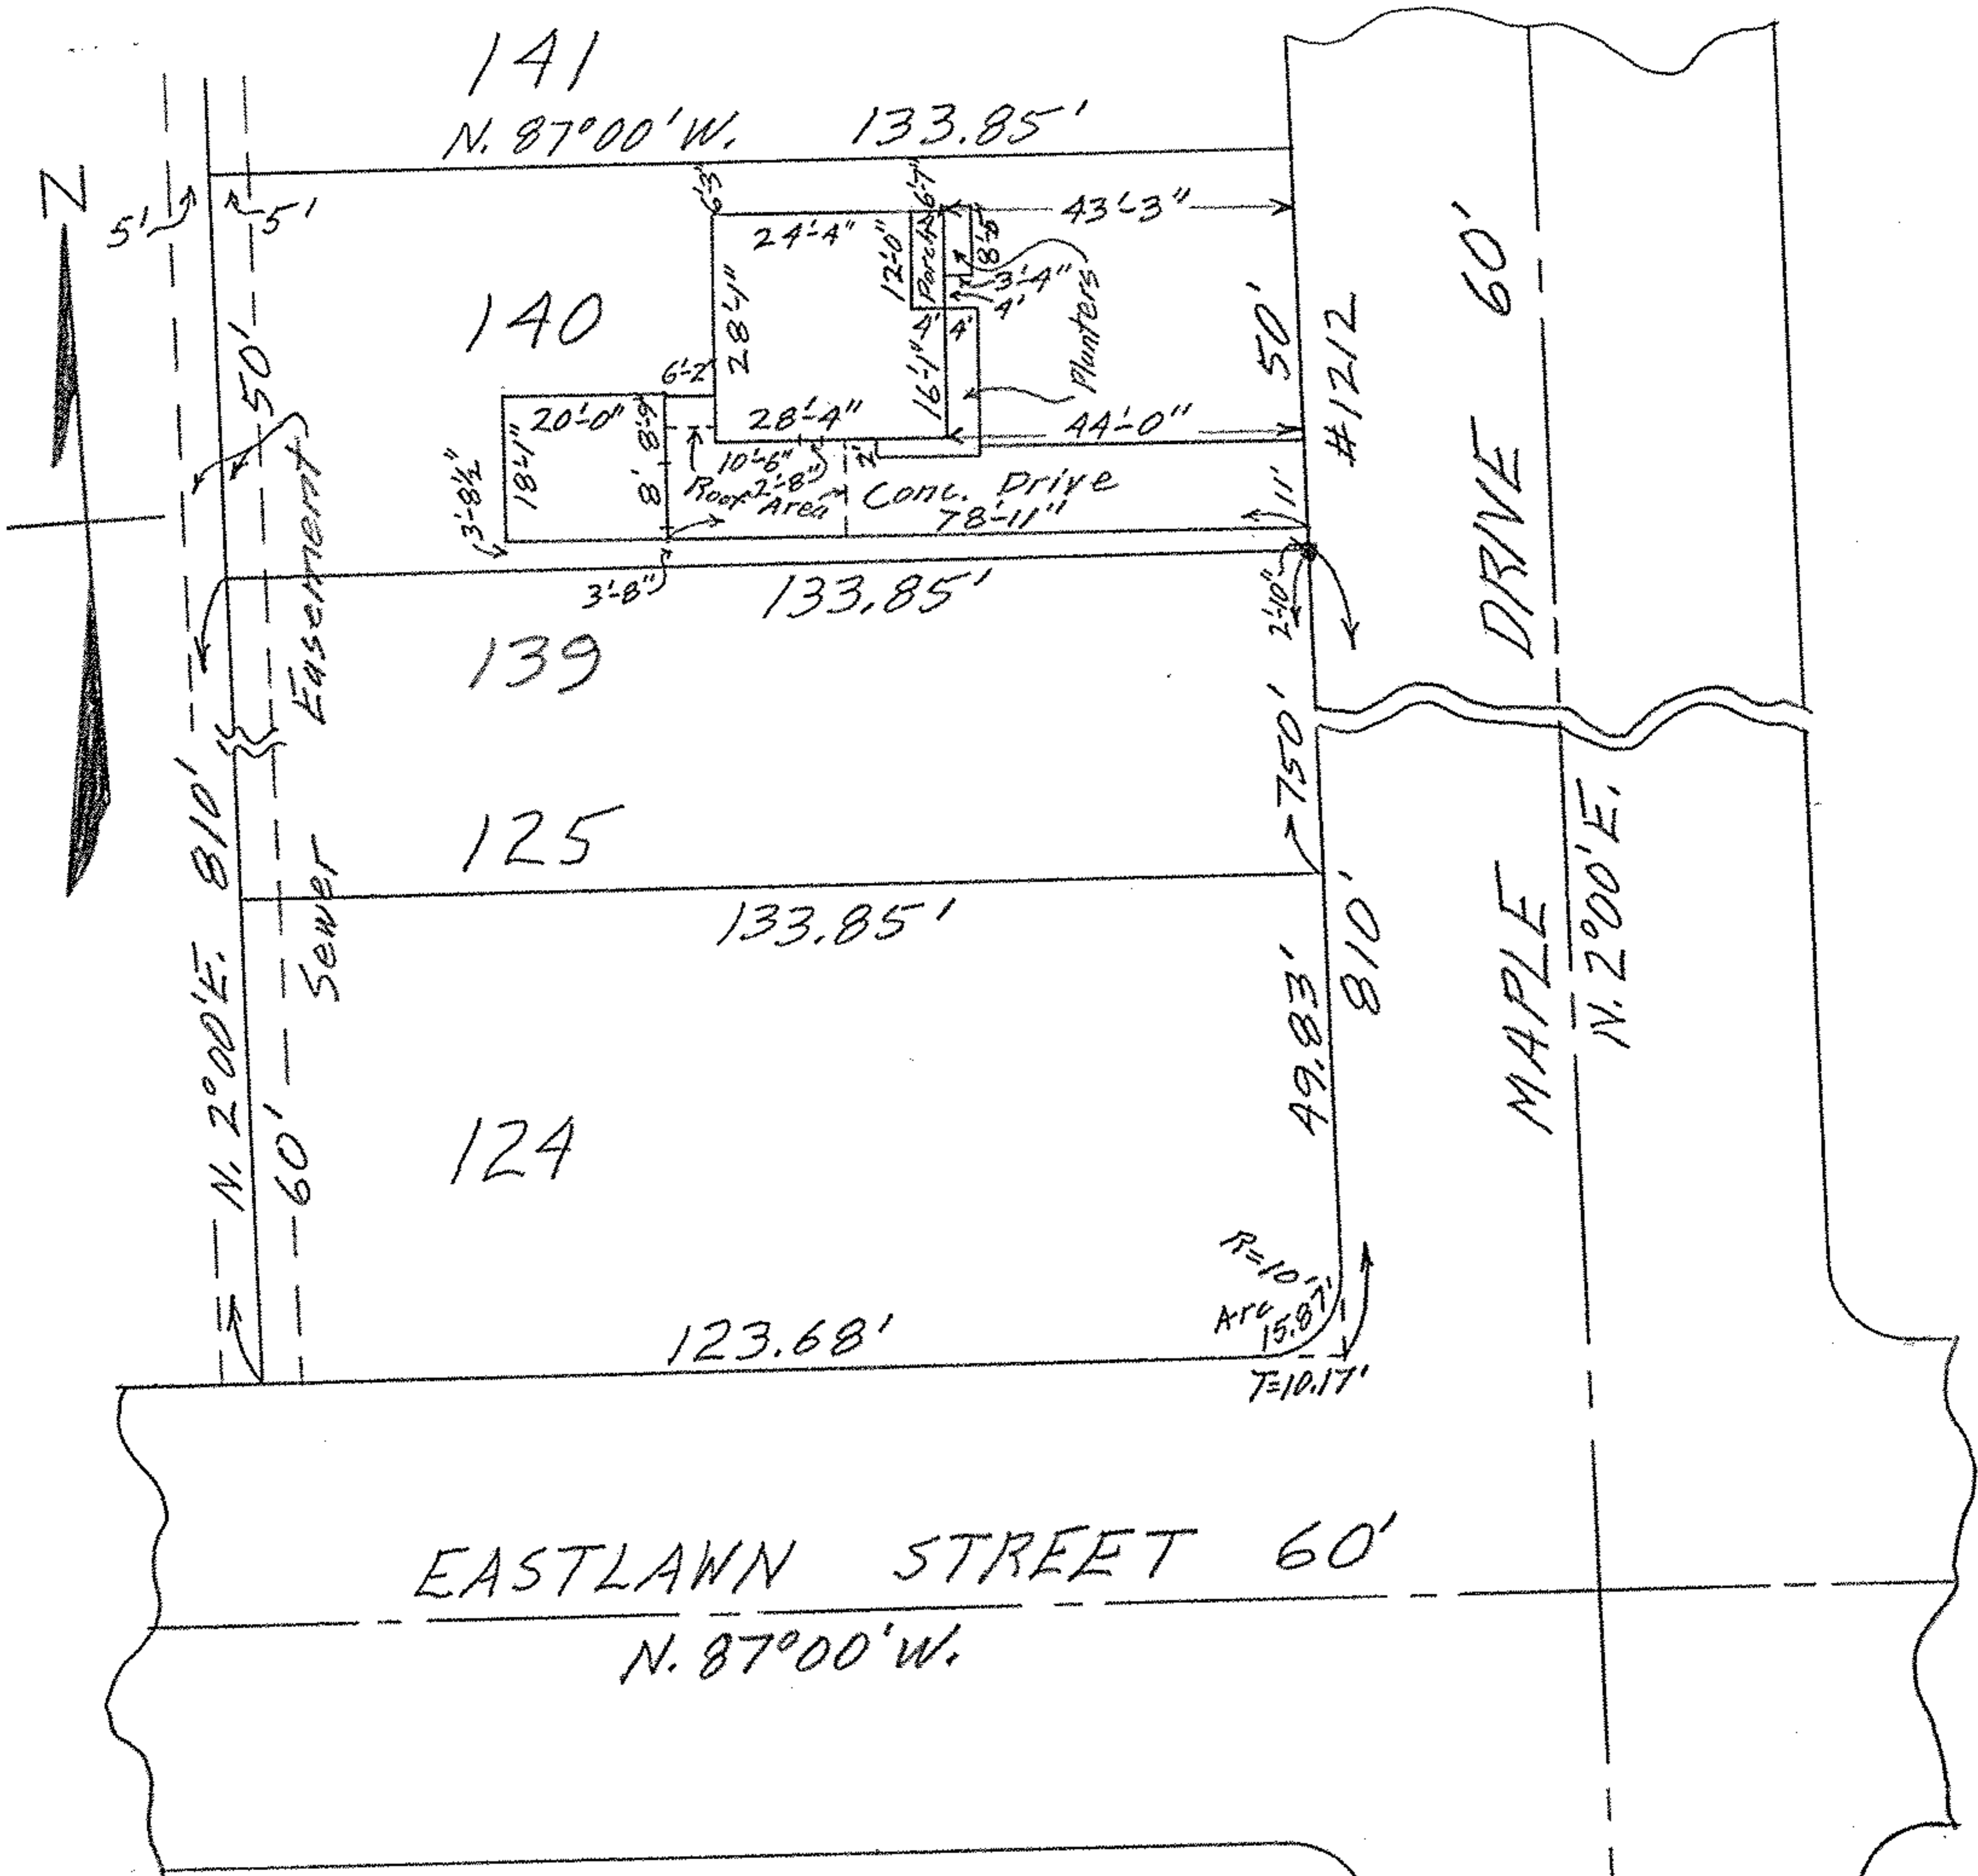 141
N. 87°00'W. 133.85'
N
5'
5'
6'-3"
6'-7"
43'-3"
24'-4"
12'-0"
Porch
8'-5"
3'-4"
4'
140
28'-4"
4'
4'
Planters
16'-1"
50'
50'
#1212
DRIVE 60'
6'-2"
20'-0"
8'-9"
28'-4"
44'-0"
18'-1"
3'-8½"
8'
10'-6"
2'-8"
2'
Roof Area
Conc. Drive
78'-11"
11'
3'-8"
133.85'
2'-10"
139
Sewer Easement
750'
N. 2°00'E. 810'
125
133.85'
60'
49.83'
810'
MAPLE
N. 2°00'E.
124
R=10'
Arc 15.87'
123.68'
T=10.17'
EASTLAWN STREET 60'
N. 87°00'W.